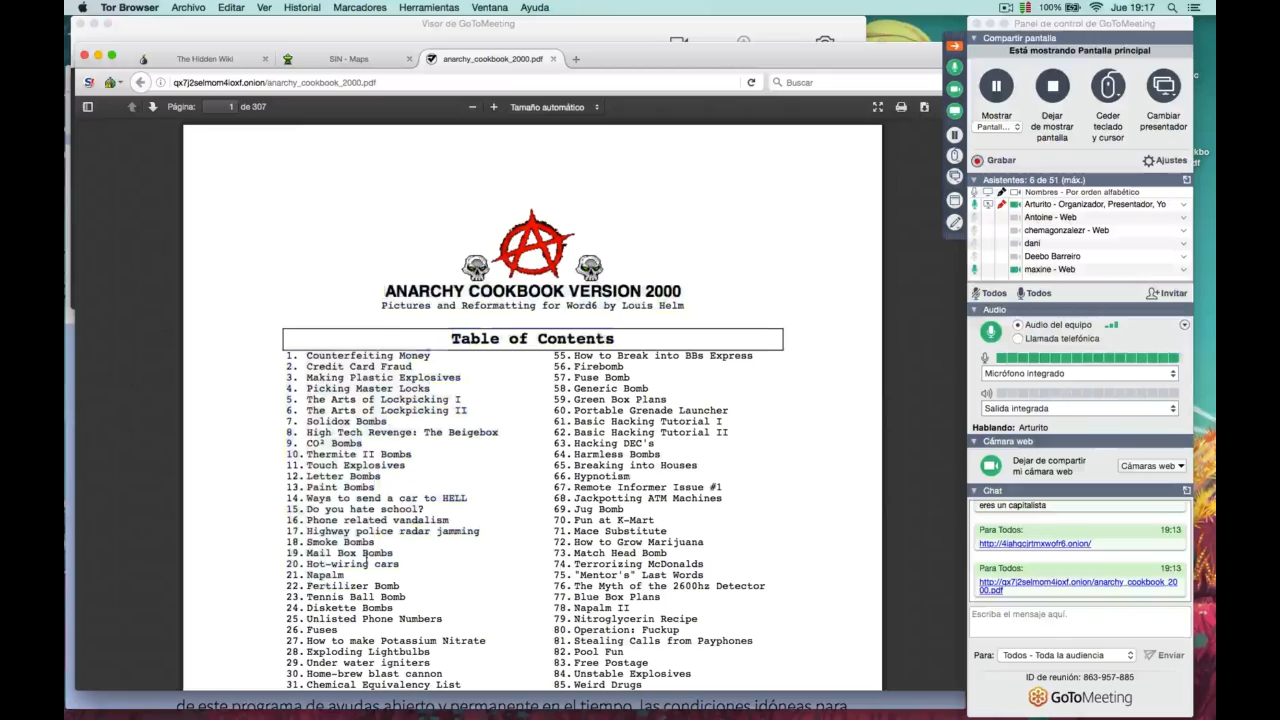 Tor Browser Archivo Editar Ver Historial Marcadores Herramientas Ventana Ayuda 100% Jue 19:17
Visor de GoToMeeting
The Hidden Wiki
SIN - Maps
anarchy_cookbook_2000.pdf
qx7j2selmom4ioxf.onion/anarchy_cookbook_2000.pdf
Buscar
Página: 1 de 307
Tamaño automático
ANARCHY COOKBOOK VERSION 2000
Pictures and Reformatting for Word6 by Louis Helm
Table of Contents
1. Counterfeiting Money
2. Credit Card Fraud
3. Making Plastic Explosives
4. Picking Master Locks
5. The Arts of Lockpicking I
6. The Arts of Lockpicking II
7. Solidox Bombs
8. High Tech Revenge: The Beigebox
9. CO² Bombs
10. Thermite II Bombs
11. Touch Explosives
12. Letter Bombs
13. Paint Bombs
14. Ways to send a car to HELL
15. Do you hate school?
16. Phone related vandalism
17. Highway police radar jamming
18. Smoke Bombs
19. Mail Box Bombs
20. Hot-wiring cars
21. Napalm
22. Fertilizer Bomb
23. Tennis Ball Bomb
24. Diskette Bombs
25. Unlisted Phone Numbers
26. Fuses
27. How to make Potassium Nitrate
28. Exploding Lightbulbs
29. Under water igniters
30. Home-brew blast cannon
31. Chemical Equivalency List
55. How to Break into BBs Express
56. Firebomb
57. Fuse Bomb
58. Generic Bomb
59. Green Box Plans
60. Portable Grenade Launcher
61. Basic Hacking Tutorial I
62. Basic Hacking Tutorial II
63. Hacking DEC's
64. Harmless Bombs
65. Breaking into Houses
66. Hypnotism
67. Remote Informer Issue #1
68. Jackpotting ATM Machines
69. Jug Bomb
70. Fun at K-Mart
71. Mace Substitute
72. How to Grow Marijuana
73. Match Head Bomb
74. Terrorizing McDonalds
75. "Mentor's" Last Words
76. The Myth of the 2600hz Detector
77. Blue Box Plans
78. Napalm II
79. Nitroglycerin Recipe
80. Operation: Fuckup
81. Stealing Calls from Payphones
82. Pool Fun
83. Free Postage
84. Unstable Explosives
85. Weird Drugs
de este programa de ayudas abierto y permanente en el tiempo, las condiciones idóneas para
Panel de control de GoToMeeting
Compartir pantalla
Está mostrando Pantalla principal
Mostrar
Pantall...
Dejar
de mostrar
pantalla
Ceder
teclado
y cursor
Cambiar
presentador
Grabar
Ajustes
Asistentes: 6 de 51 (máx.)
Nombres - Por orden alfabético
Arturito - Organizador, Presentador, Yo
Antoine - Web
chemagonzalezr - Web
dani
Deebo Barreiro
maxine - Web
Todos
Todos
Invitar
Audio
Audio del equipo
Llamada telefónica
Micrófono integrado
Salida integrada
Hablando: Arturito
Cámara web
Dejar de compartir
mi cámara web
Cámaras web
Chat
eres un capitalista
Para Todos: 19:13
http://4iahqcjrtmxwofr6.onion/
Para Todos: 19:13
http://qx7j2selmom4ioxf.onion/anarchy_cookbook_20
00.pdf
Escriba el mensaje aquí.
Para: Todos - Toda la audiencia Enviar
ID de reunión: 863-957-885
GoToMeeting